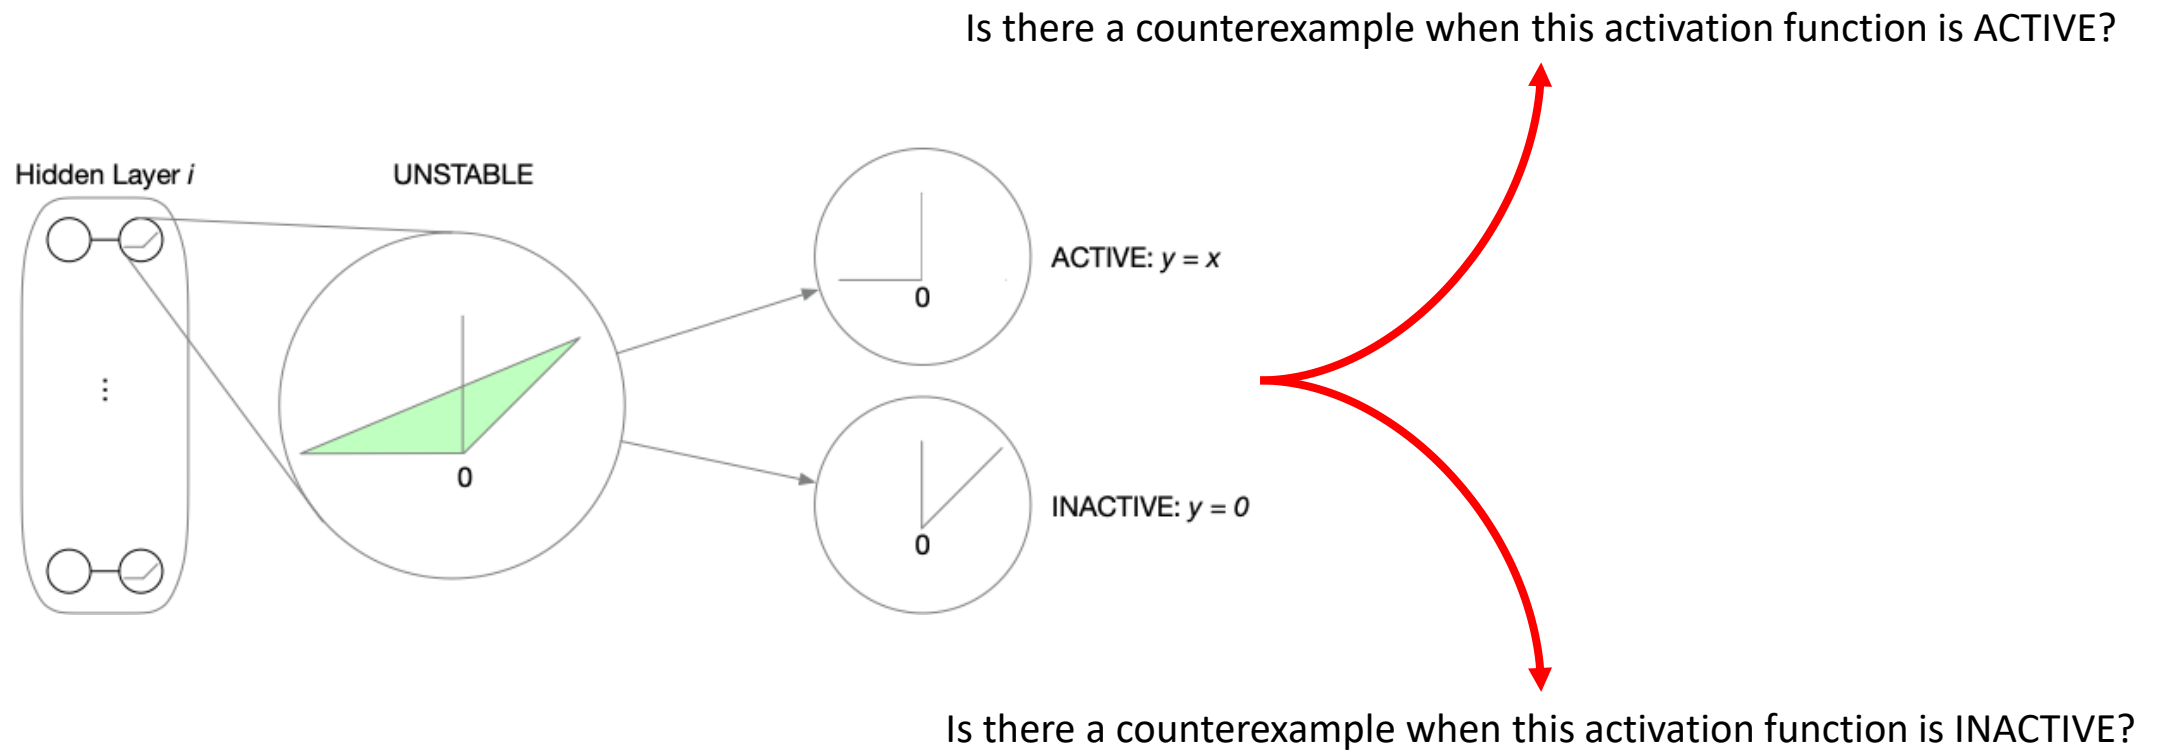 Is there a counterexample when this activation function is ACTIVE?
Hidden Layer i
UNSTABLE
ACTIVE: y = x
0
0
INACTIVE: y = 0
0
Is there a counterexample when this activation function is INACTIVE?